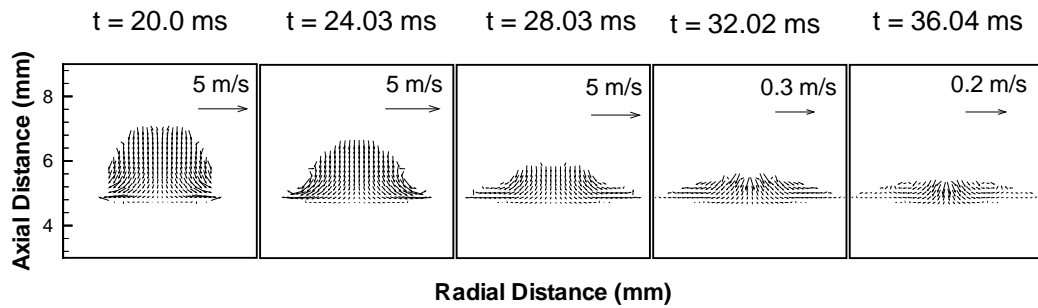 t = 20.0 ms t = 24.03 ms t = 28.03 ms t = 32.02 ms t = 36.04 ms
5 m/s 5 m/s 5 m/s 0.3 m/s 0.2 m/s
Axial Distance (mm)
8
6
4
Radial Distance (mm)